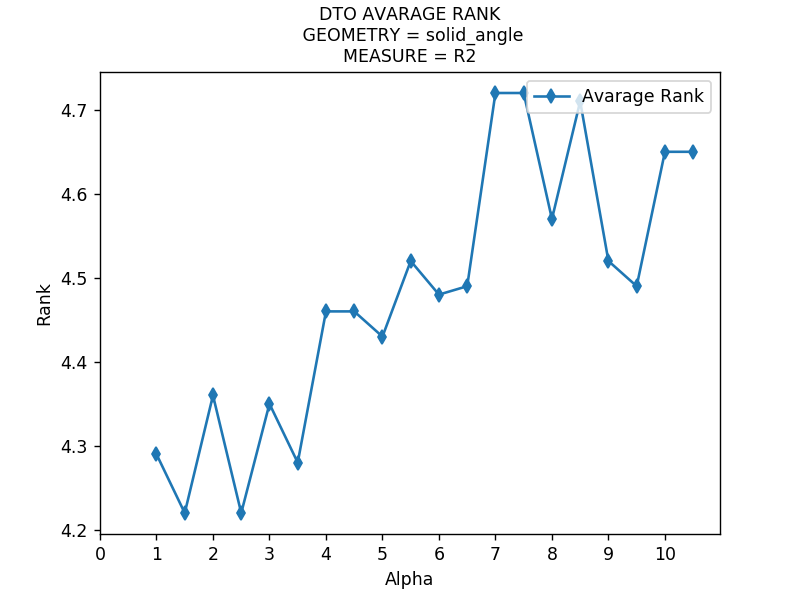 DTO AVARAGE RANK
GEOMETRY = solid_angle
MEASURE = R2
Avarage Rank
4.7
4.6
4.5
4.4
4.3
4.2
Rank
0 1 2 3 4 5 6 7 8 9 10
Alpha